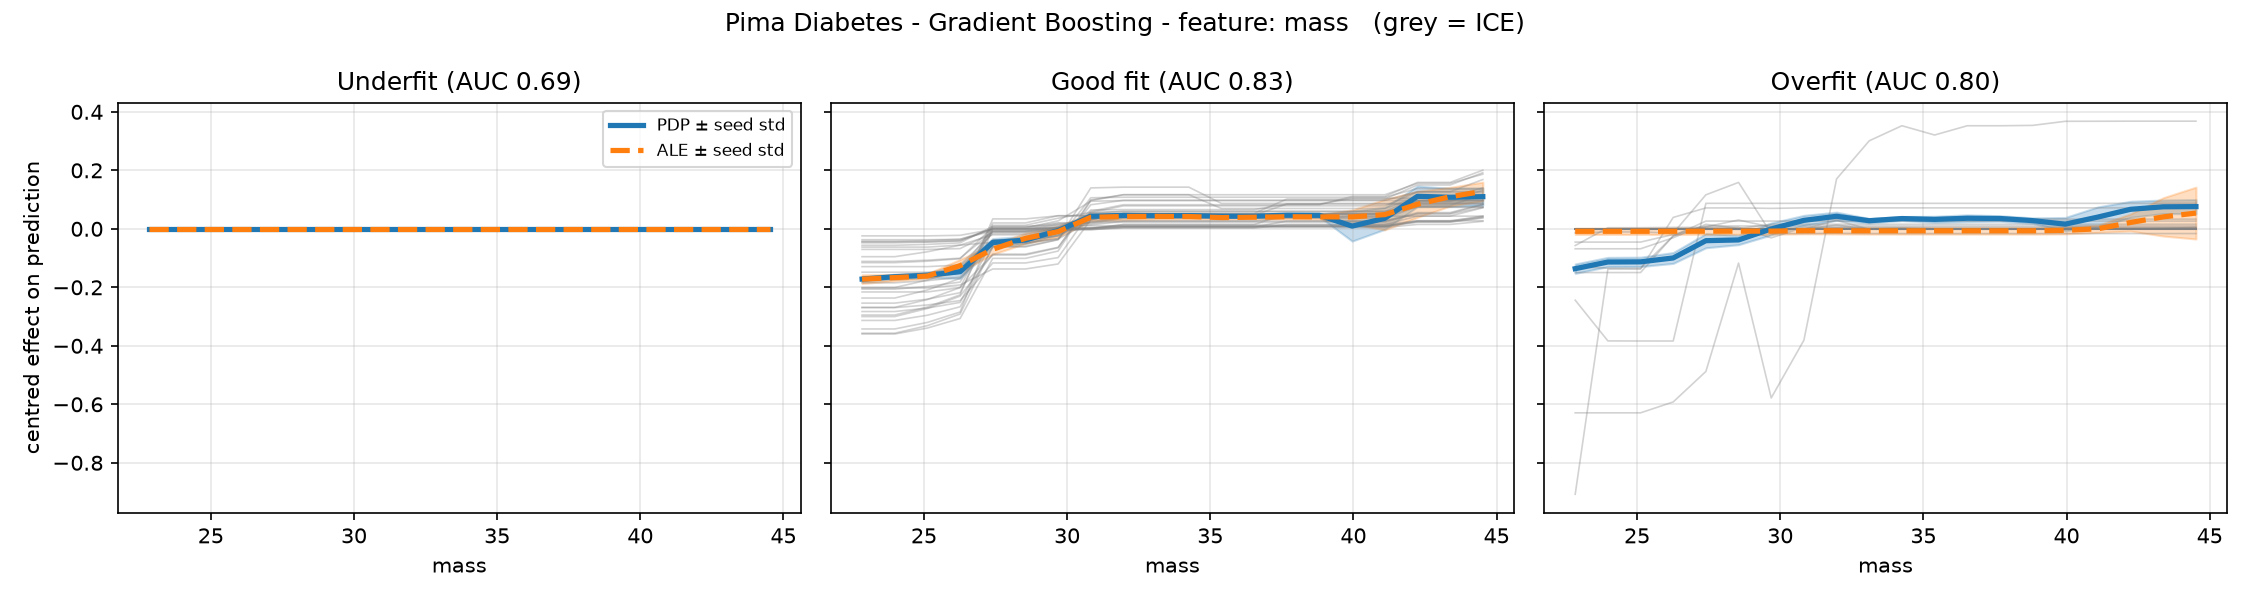 Pima Diabetes - Gradient Boosting - feature: mass   (grey = ICE)
Underfit (AUC 0.69)
Good fit (AUC 0.83)
Overfit (AUC 0.80)
PDP ± seed std
ALE ± seed std
centred effect on prediction
0.4
0.2
0.0
−0.2
−0.4
−0.6
−0.8
25 30 35 40 45
25 30 35 40 45
25 30 35 40 45
mass
mass
mass